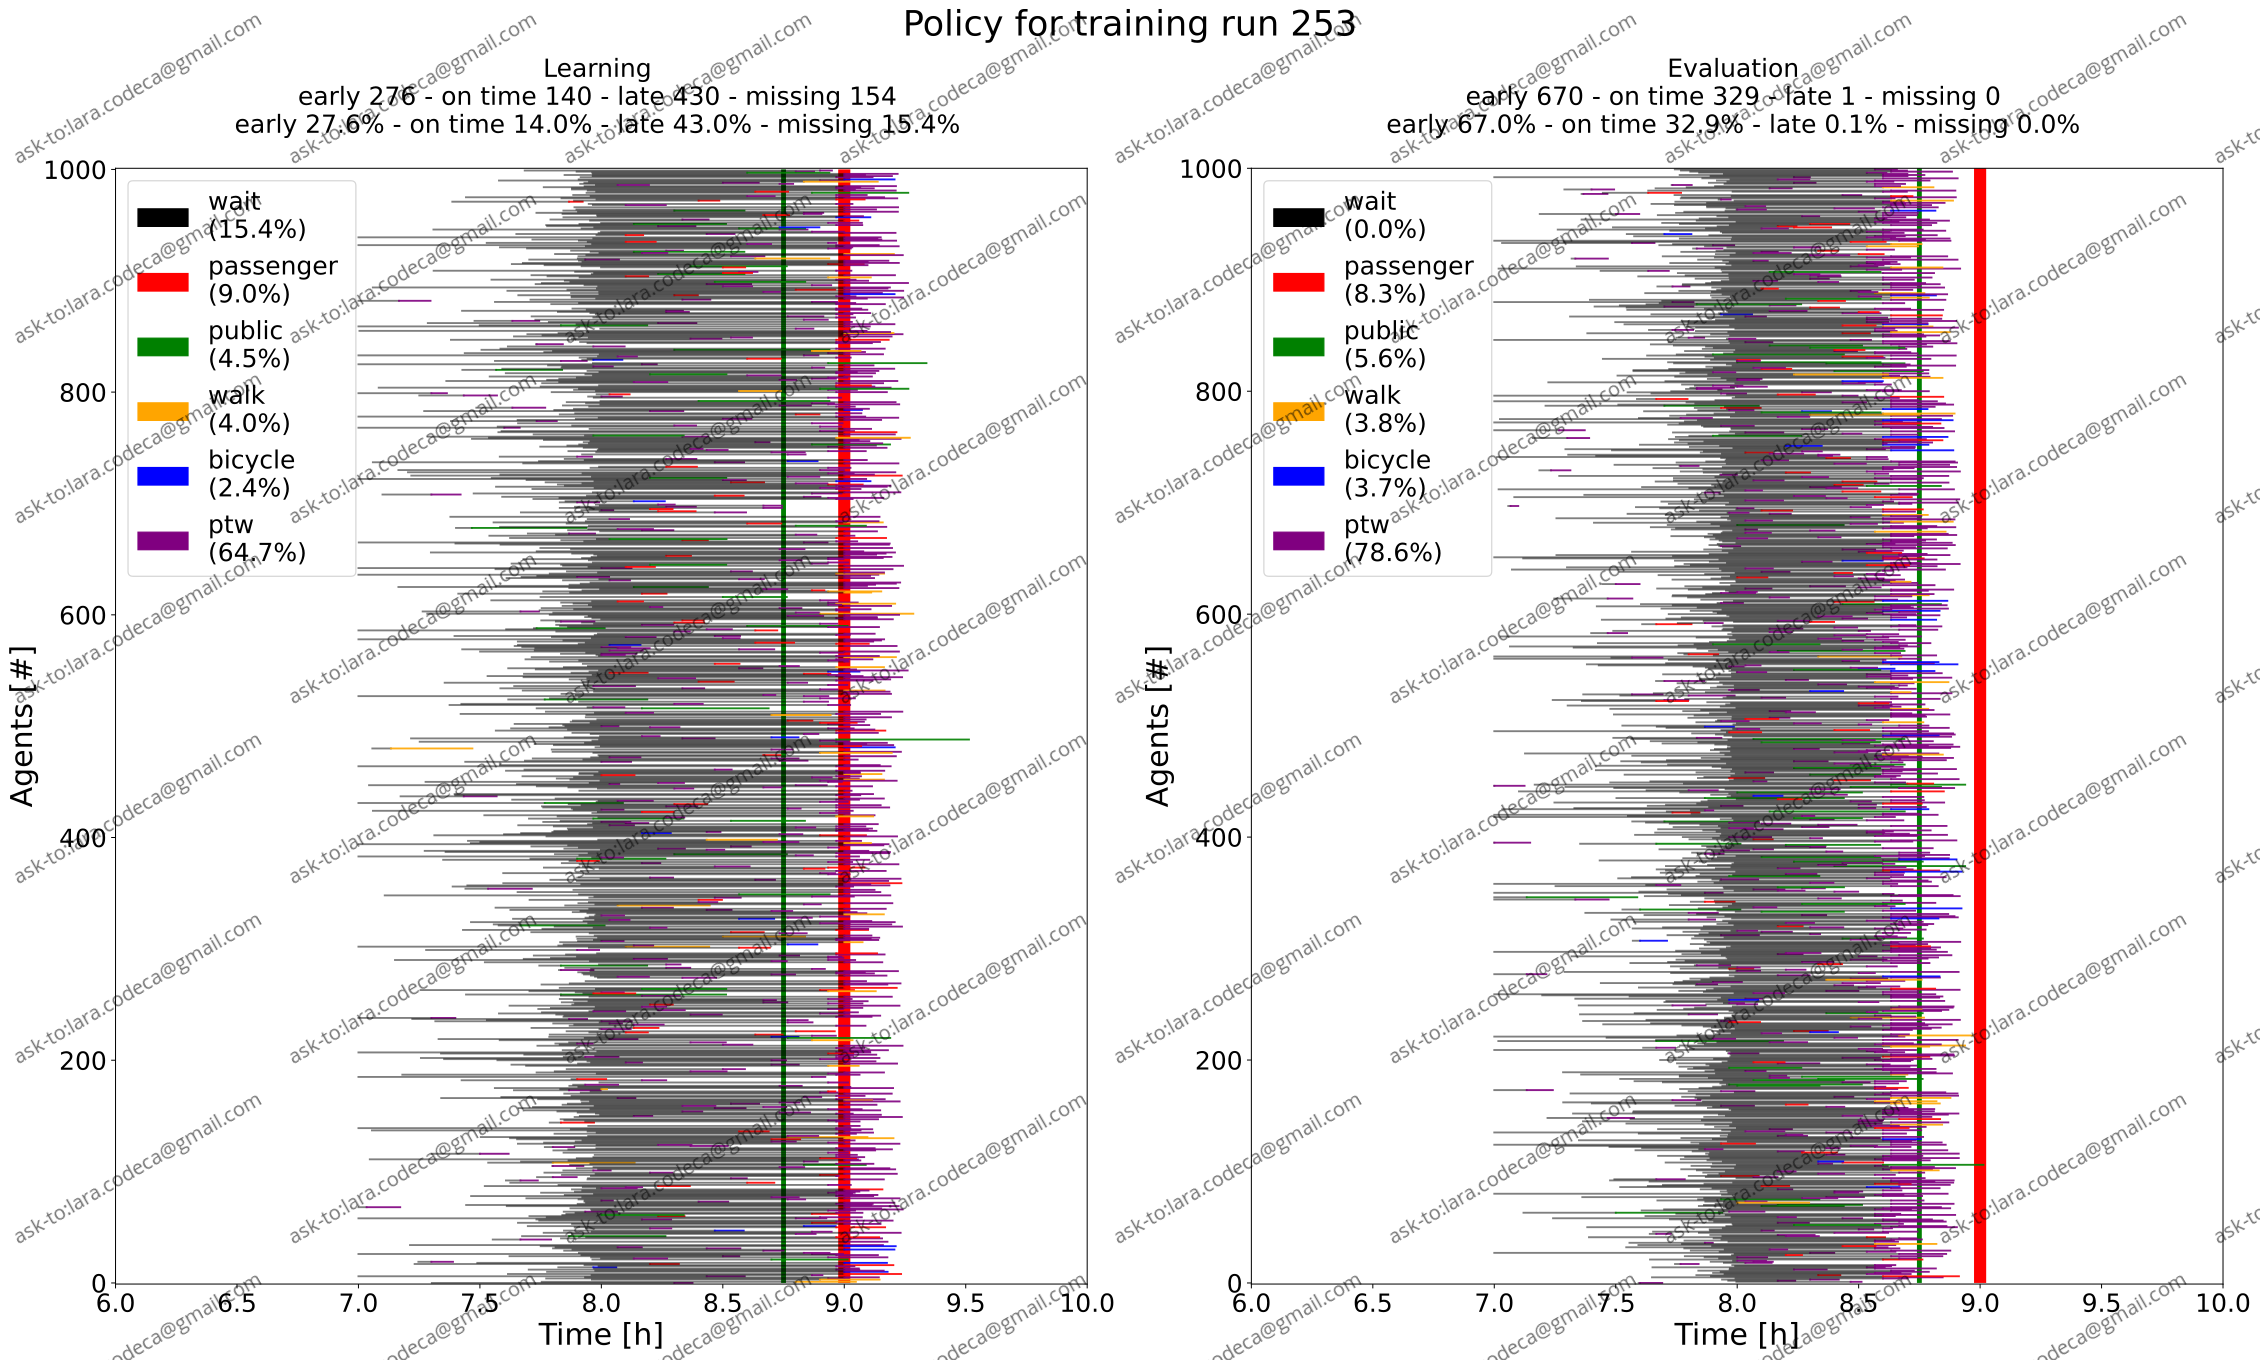 Policy for training run 253
Learning
early 276 - on time 140 - late 430 - missing 154
early 27.6% - on time 14.0% - late 43.0% - missing 15.4%
1000
800
600
400
200
0
Agents [#]
wait
(15.4%)
passenger
(9.0%)
public
(4.5%)
walk
(4.0%)
bicycle
(2.4%)
ptw
(64.7%)
6.0 6.5 7.0 7.5 8.0 8.5 9.0 9.5 10.0
Time [h]
Evaluation
early 670 - on time 329 - late 1 - missing 0
early 67.0% - on time 32.9% - late 0.1% - missing 0.0%
1000
800
600
400
200
0
Agents [#]
wait
(0.0%)
passenger
(8.3%)
public
(5.6%)
walk
(3.8%)
bicycle
(3.7%)
ptw
(78.6%)
6.0 6.5 7.0 7.5 8.0 8.5 9.0 9.5 10.0
Time [h]
ask-to:lara.codeca@gmail.com